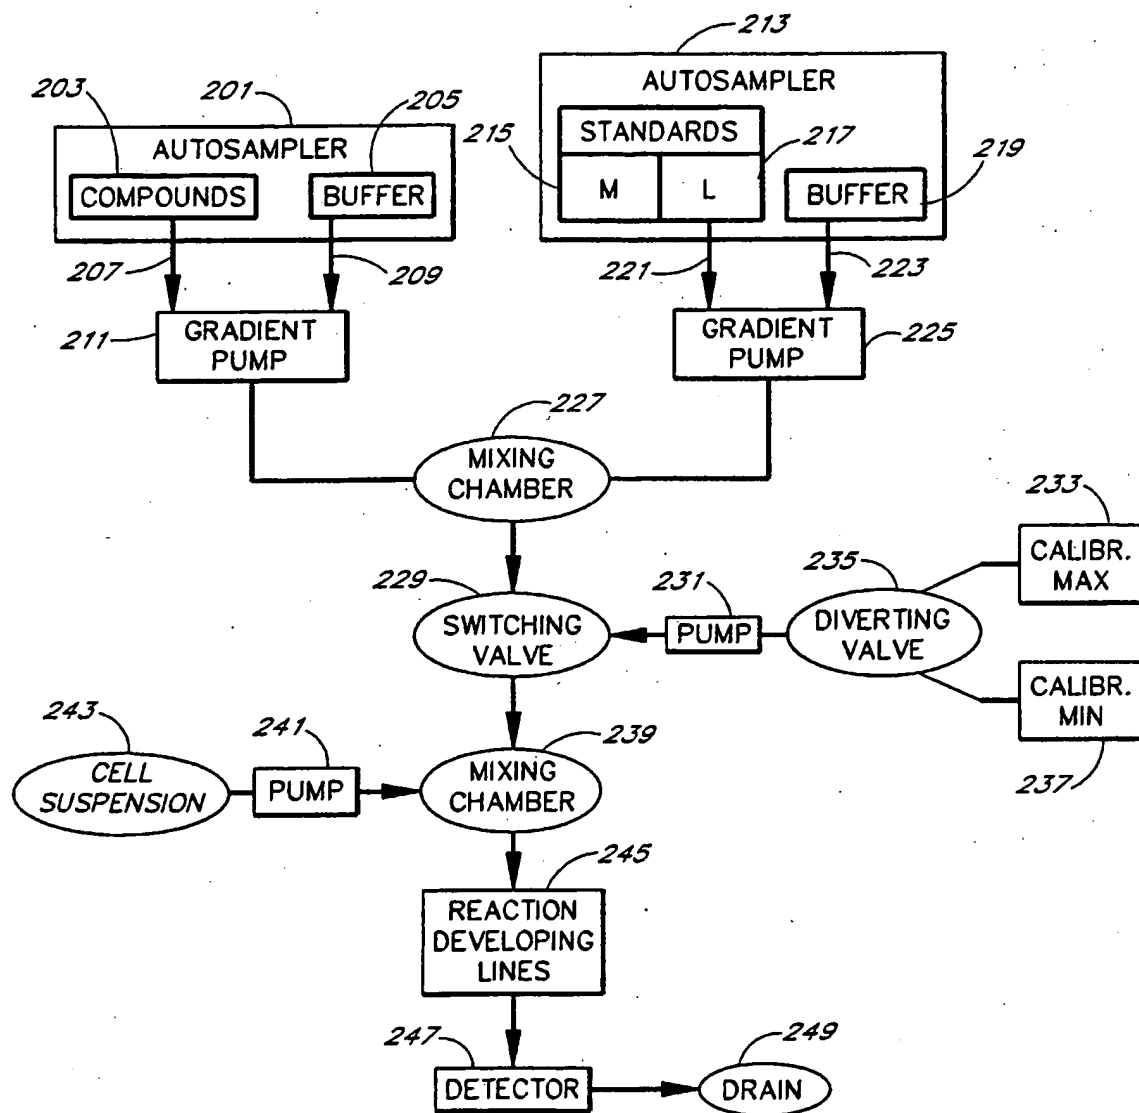 213
203
201
205
AUTOSAMPLER
215
STANDARDS
217
219
AUTOSAMPLER
COMPOUNDS
BUFFER
M
L
BUFFER
207
209
221
223
211
GRADIENT
PUMP
GRADIENT
PUMP
225
227
MIXING
CHAMBER
233
229
231
235
CALIBR.
MAX
SWITCHING
VALVE
PUMP
DIVERTING
VALVE
243
241
239
CALIBR.
MIN
CELL
SUSPENSION
PUMP
MIXING
CHAMBER
237
245
REACTION
DEVELOPING
LINES
247
249
DETECTOR
DRAIN